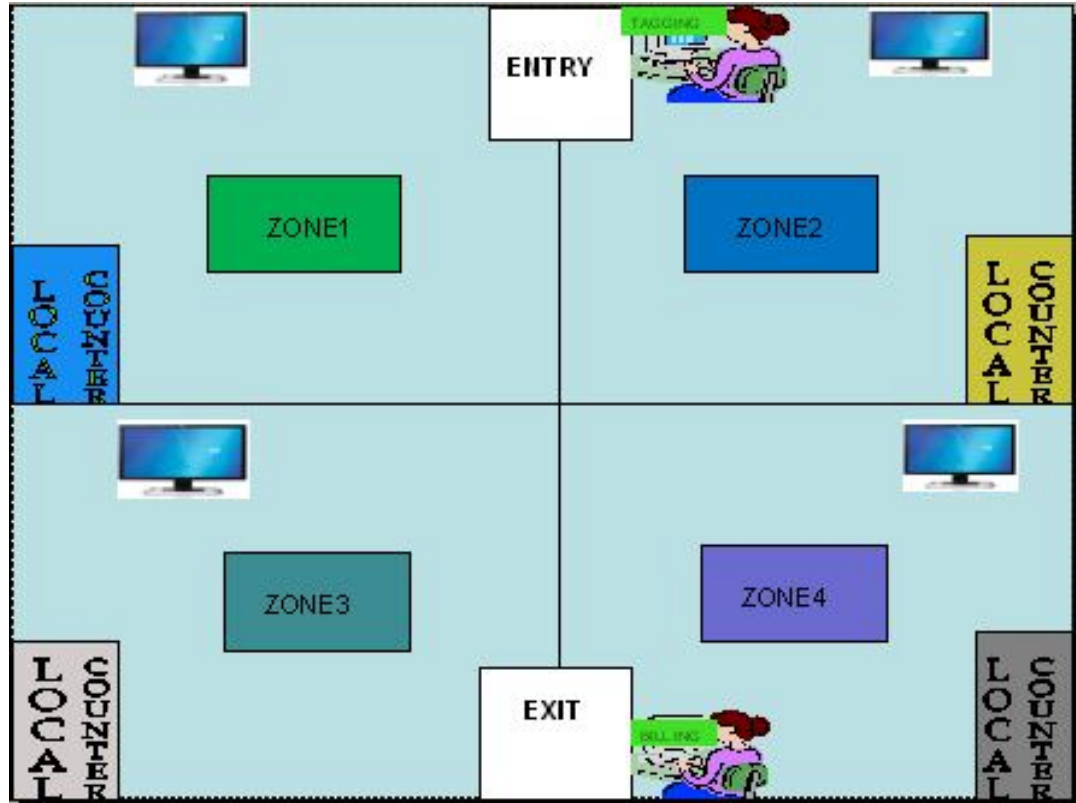 TAGGING
ENTRY
ZONE1
ZONE2
LOCAL COUNTER
LOCAL COUNTER
ZONE3
ZONE4
LOCAL COUNTER
LOCAL COUNTER
EXIT
BILLING